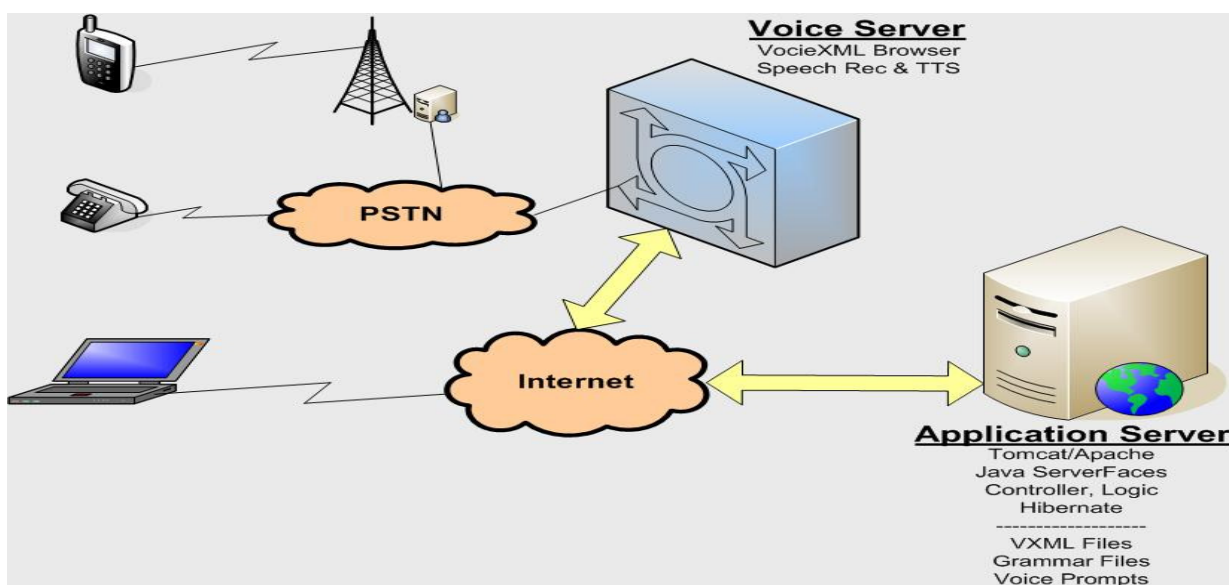 Voice Server
VocieXML Browser
Speech Rec & TTS
PSTN
Internet
Application Server
Tomcat/Apache
Java ServerFaces
Controller, Logic
Hibernate
-------------------
VXML Files
Grammar Files
Voice Prompts